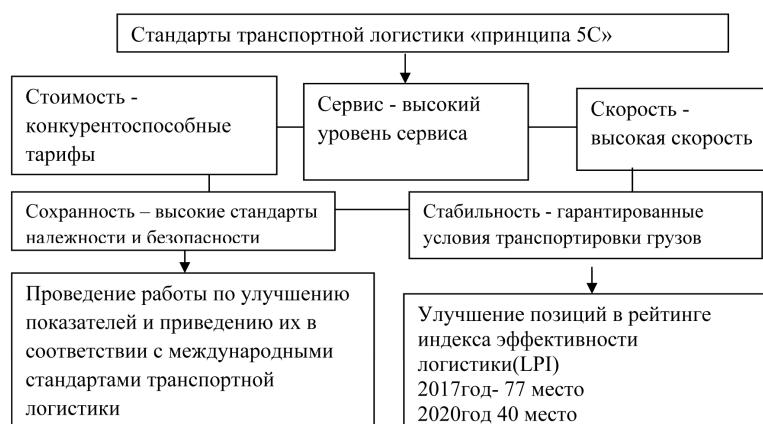 Стандарты транспортной логистики «принципа 5С»
Стоимость -
конкурентоспособные
тарифы
Сервис - высокий
уровень сервиса
Скорость -
высокая скорость
Сохранность – высокие стандарты
надежности и безопасности
Стабильность - гарантированные
условия транспортировки грузов
Проведение работы по улучшению
показателей и приведению их в
соответствии с международными
стандартами транспортной
логистики
Улучшение позиций в рейтинге
индекса эффективности
логистики(LPI)
2017год- 77 место
2020год 40 место